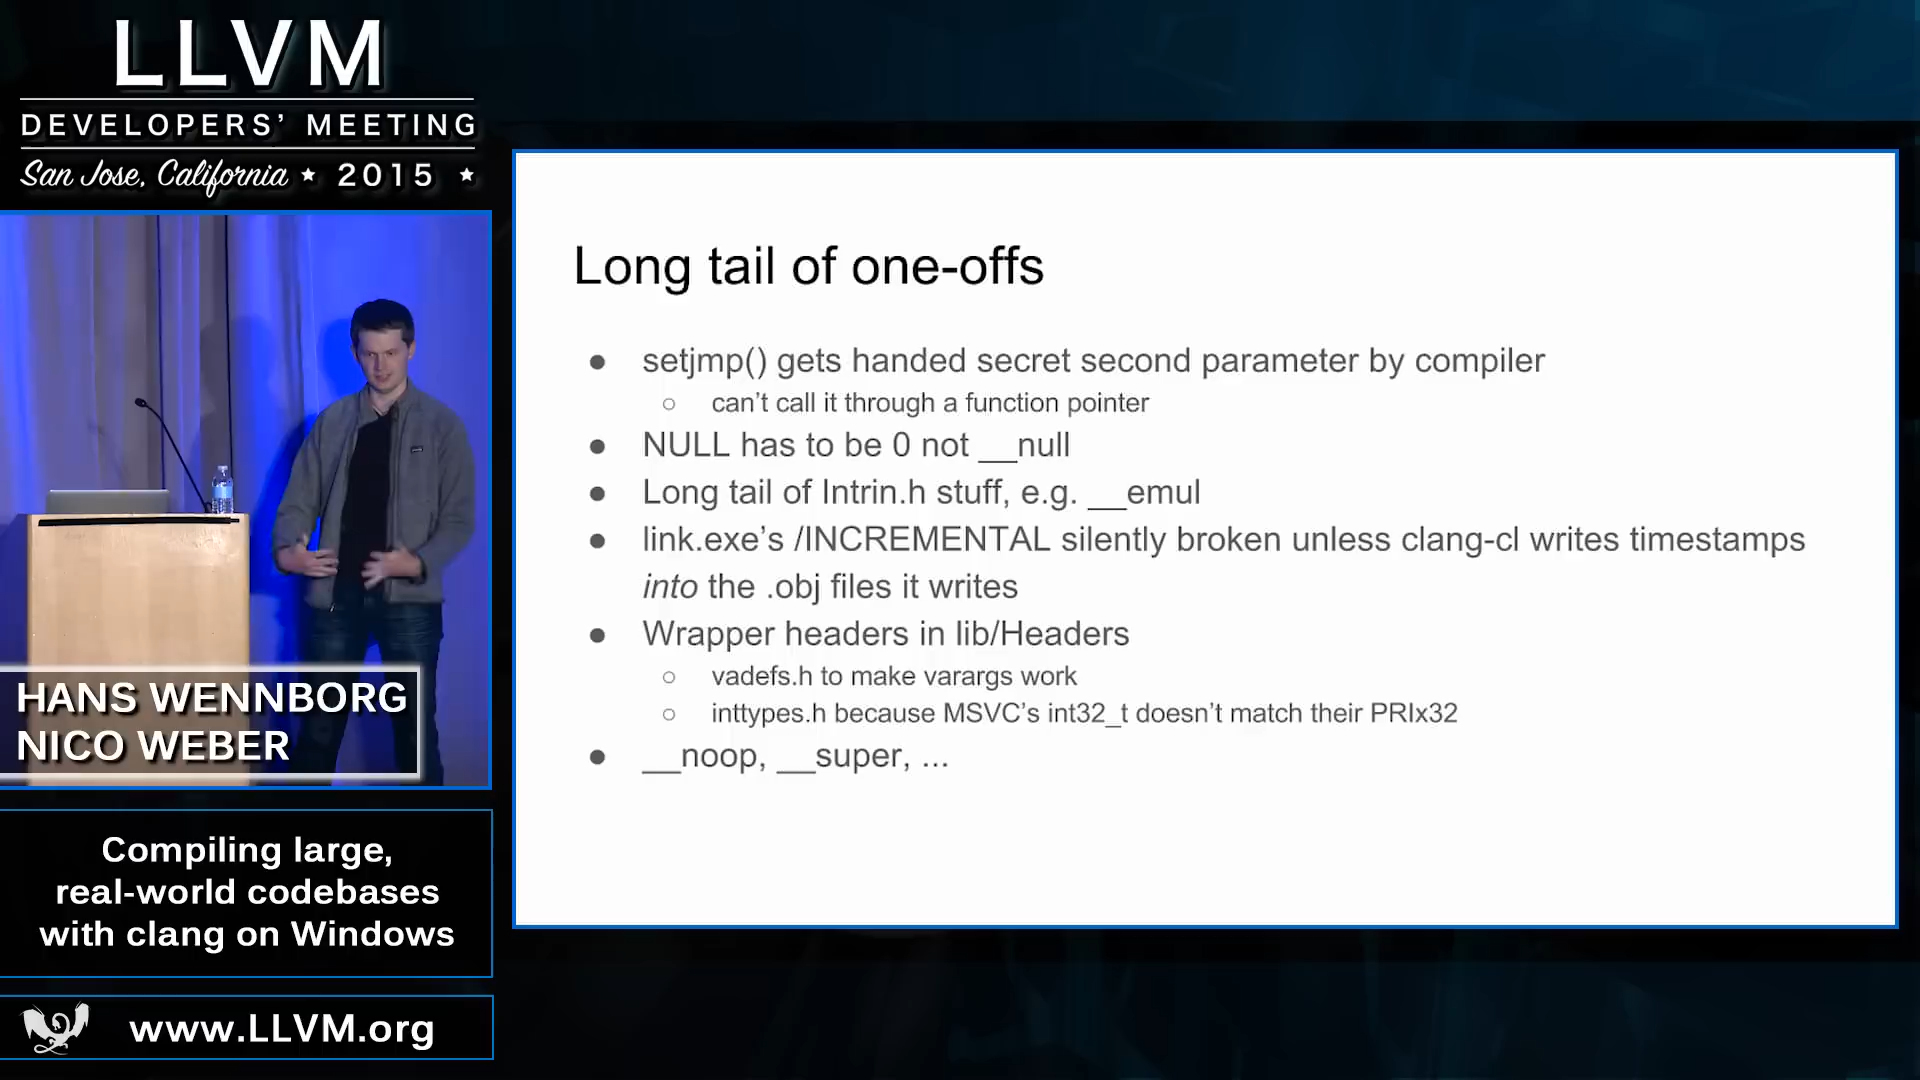 LLVM
DEVELOPERS' MEETING
San Jose, California ★ 2015 ★
HANS WENNBORG
NICO WEBER
Compiling large,
real-world codebases
with clang on Windows
www.LLVM.org
Long tail of one-offs
● setjmp() gets handed secret second parameter by compiler
○ can't call it through a function pointer
● NULL has to be 0 not __null
● Long tail of Intrin.h stuff, e.g. __emul
● link.exe's /INCREMENTAL silently broken unless clang-cl writes timestamps
into the .obj files it writes
● Wrapper headers in lib/Headers
○ vadefs.h to make varargs work
○ inttypes.h because MSVC's int32_t doesn't match their PRIx32
● __noop, __super, ...